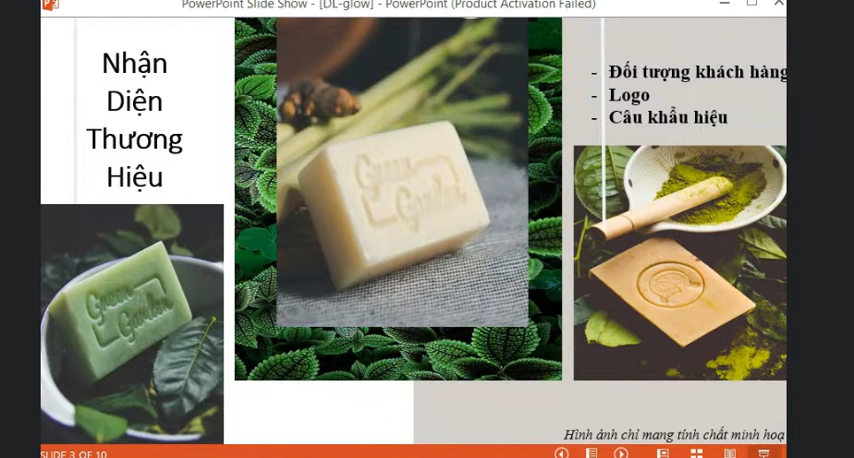 PowerPoint Slide Show - [DL-glow] - PowerPoint (Product Activation Failed)
Nhận
Diện
Thương
Hiệu
Green
Garden
Green
Garden
- Đối tượng khách hàng
- Logo
- Câu khẩu hiệu
Hình ảnh chỉ mang tính chất minh hoạ
SLIDE 3 OF 10